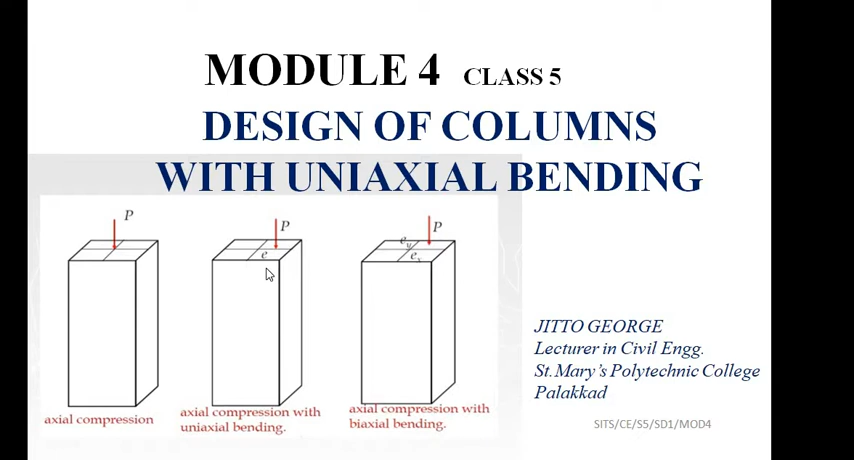 MODULE 4 CLASS 5
DESIGN OF COLUMNS
WITH UNIAXIAL BENDING
P
P
P
e
e_y
e_x
axial compression
axial compression with
uniaxial bending.
axial compression with
biaxial bending.
JITTO GEORGE
Lecturer in Civil Engg.
St.Mary's Polytechnic College
Palakkad
SITS/CE/S5/SD1/MOD4